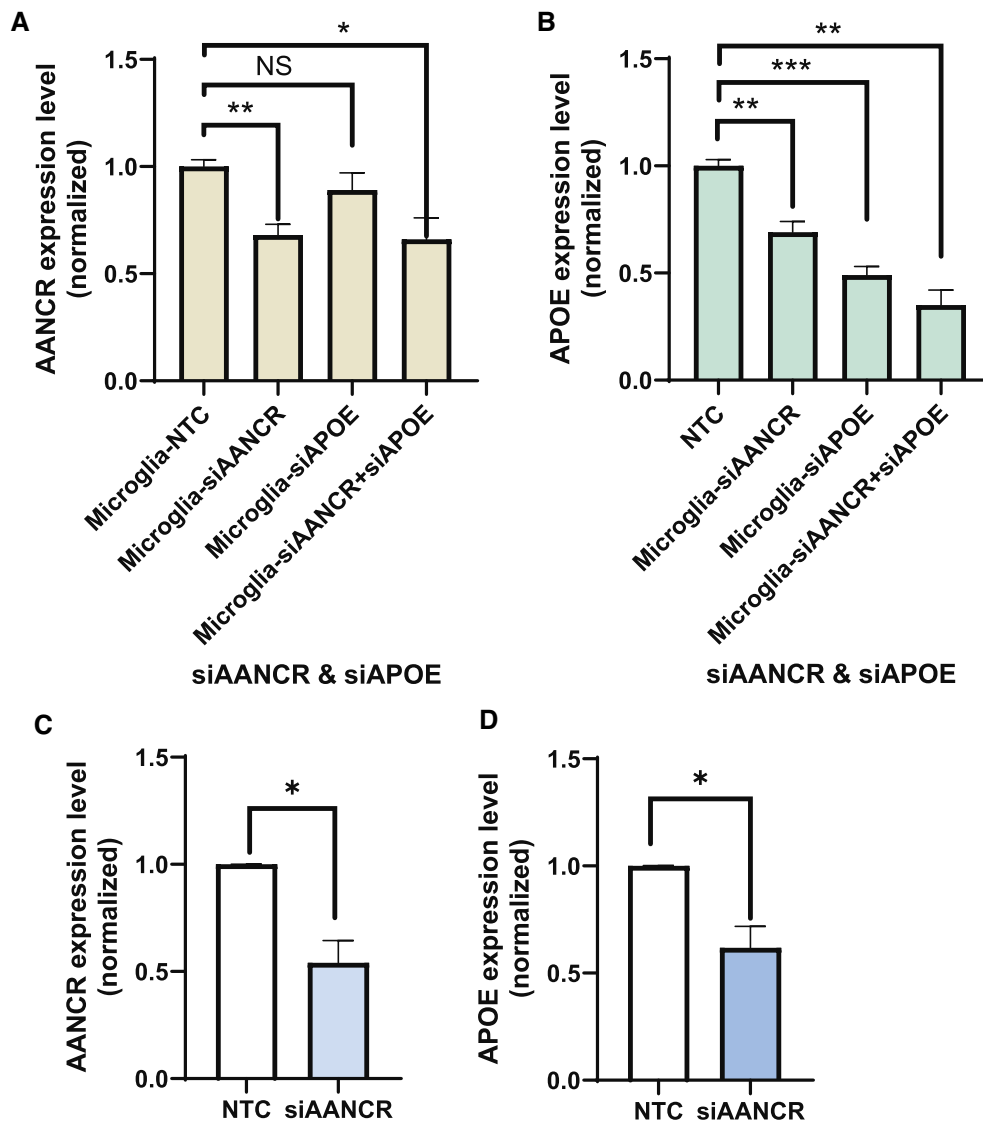 A
AANCR expression level
(normalized)
1.5
1.0
0.5
0.0
*
NS
**
Microglia-NTC
Microglia-siAANCR
Microglia-siAPOE
Microglia-siAANCR+siAPOE
siAANCR & siAPOE
B
APOE expression level
(normalized)
1.5
1.0
0.5
0.0
**
***
**
NTC
Microglia-siAANCR
Microglia-siAPOE
Microglia-siAANCR+siAPOE
siAANCR & siAPOE
C
AANCR expression level
(normalized)
1.5
1.0
0.5
0.0
*
NTC siAANCR
D
APOE expression level
(normalized)
1.5
1.0
0.5
0.0
*
NTC siAANCR